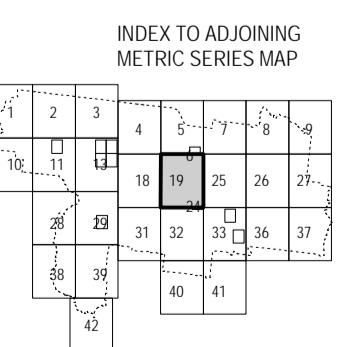 INDEX TO ADJOINING
METRIC SERIES MAP
1 2 3
4 5 7 8 9
6
10 11 13
18 19 25 26 27
24
28 29
31 32 33 36 37
38 39
40 41
42